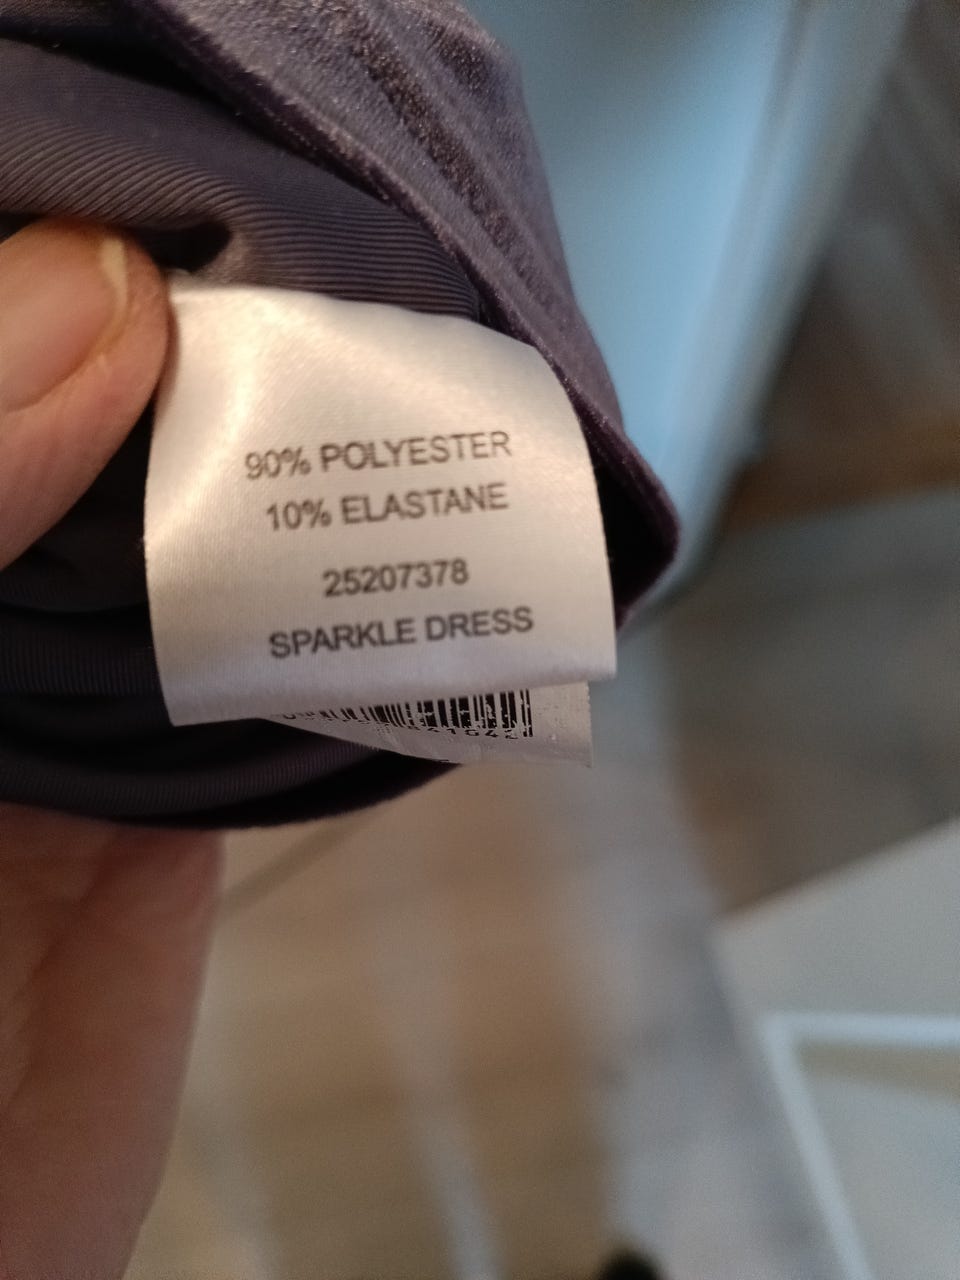 90% POLYESTER
10% ELASTANE
25207378
SPARKLE DRESS